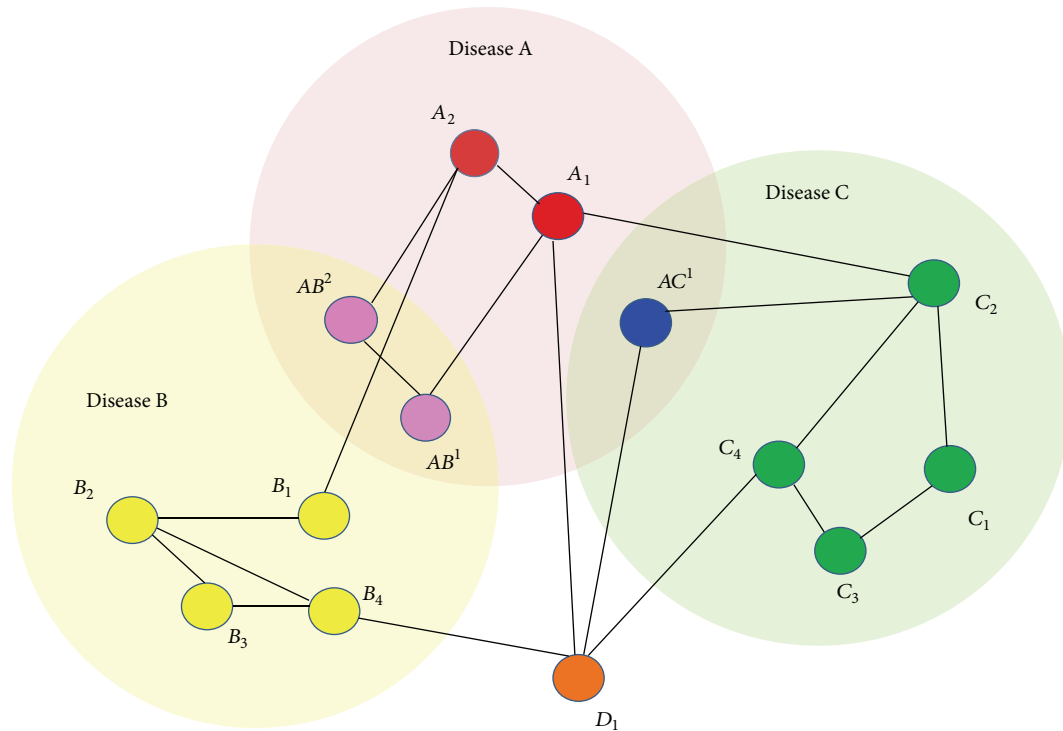 Disease A
A₂
A₁
Disease C
AB²
AC¹
C₂
Disease B
AB¹
C₄
B₂
B₁
C₁
C₃
B₄
B₃
D₁